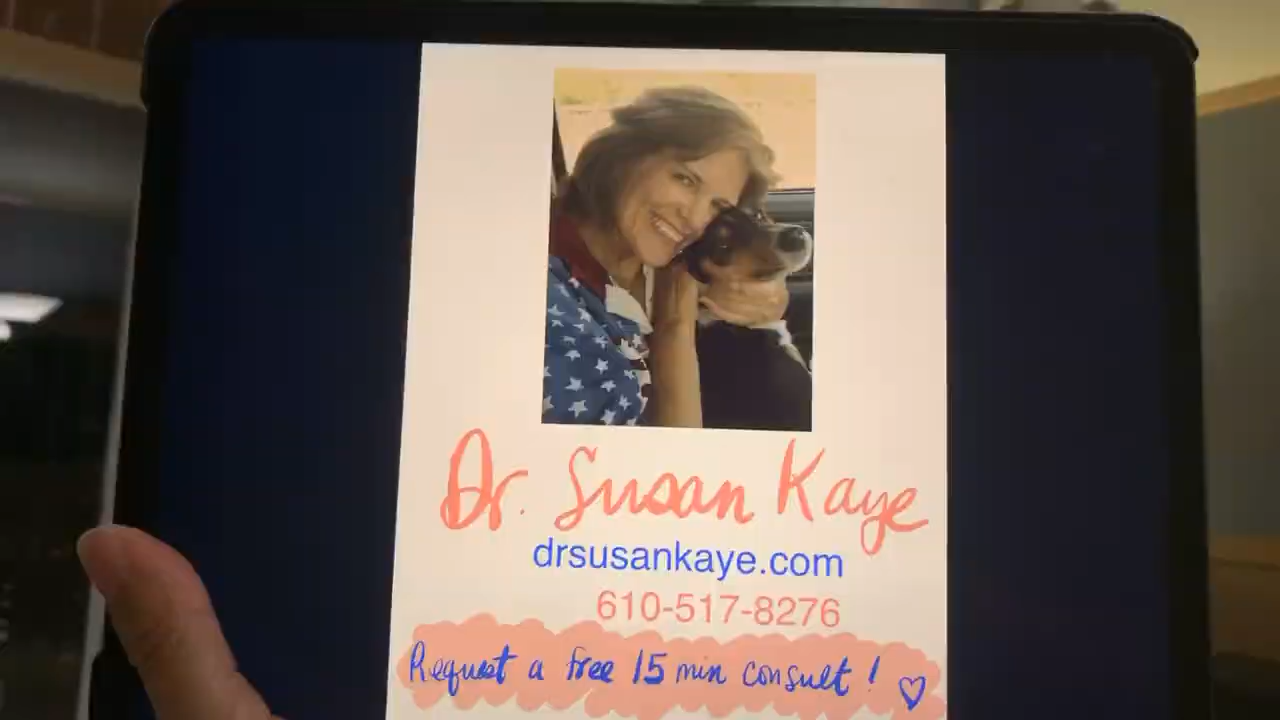 Dr. Susan Kaye
drsusankaye.com
610-517-8276
Request a free 15 min consult! ♡